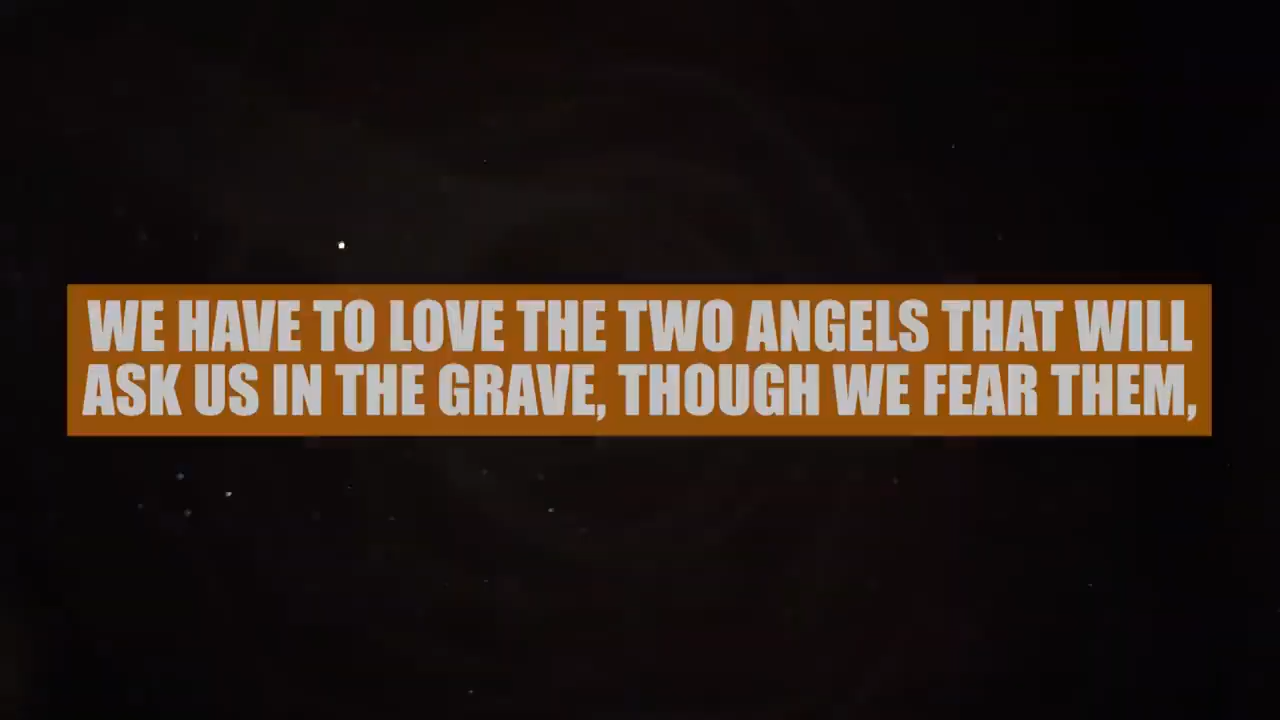 WE HAVE TO LOVE THE TWO ANGELS THAT WILL
ASK US IN THE GRAVE, THOUGH WE FEAR THEM,